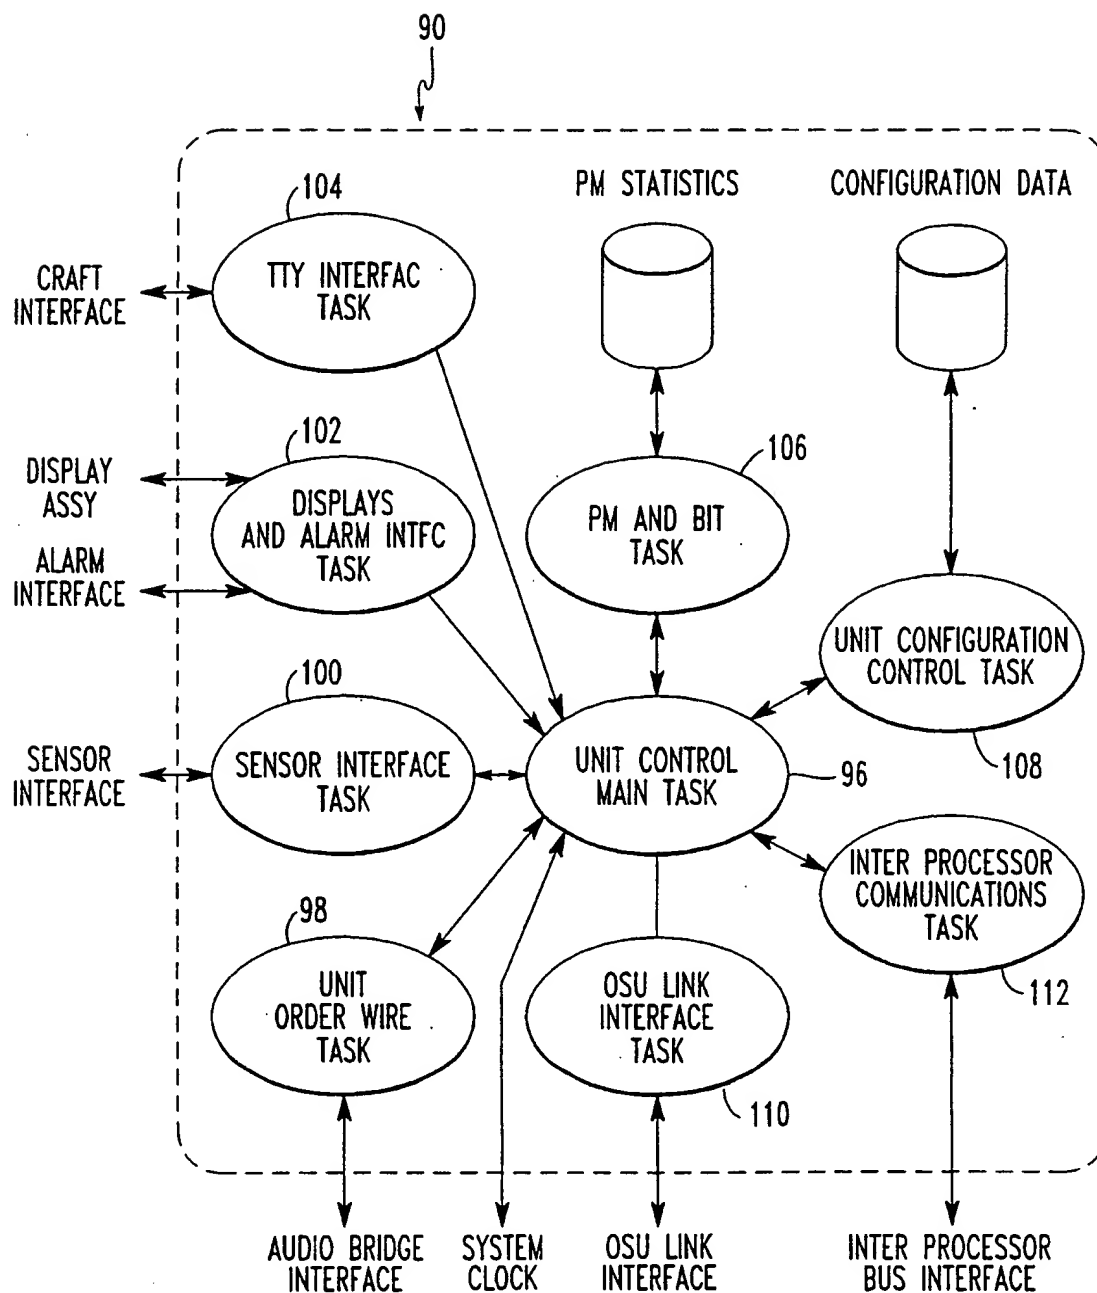 90
104
PM STATISTICS
CONFIGURATION DATA
TTY INTERFAC
TASK
CRAFT
INTERFACE
102
106
DISPLAY
ASSY
DISPLAYS
AND ALARM INTFC
TASK
PM AND BIT
TASK
ALARM
INTERFACE
UNIT CONFIGURATION
CONTROL TASK
100
108
SENSOR
INTERFACE
SENSOR INTERFACE
TASK
UNIT CONTROL
MAIN TASK
96
INTER PROCESSOR
COMMUNICATIONS
TASK
98
112
UNIT
ORDER WIRE
TASK
OSU LINK
INTERFACE
TASK
110
AUDIO BRIDGE
INTERFACE
SYSTEM
CLOCK
OSU LINK
INTERFACE
INTER PROCESSOR
BUS INTERFACE